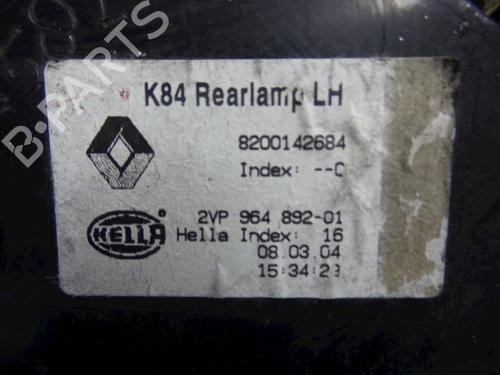 K84 Rearlamp LH
8200142684
Index: --C
2VP 964 892-01
HELLA
Hella Index: 16
08.03.04
15:34:23
B-PARTS